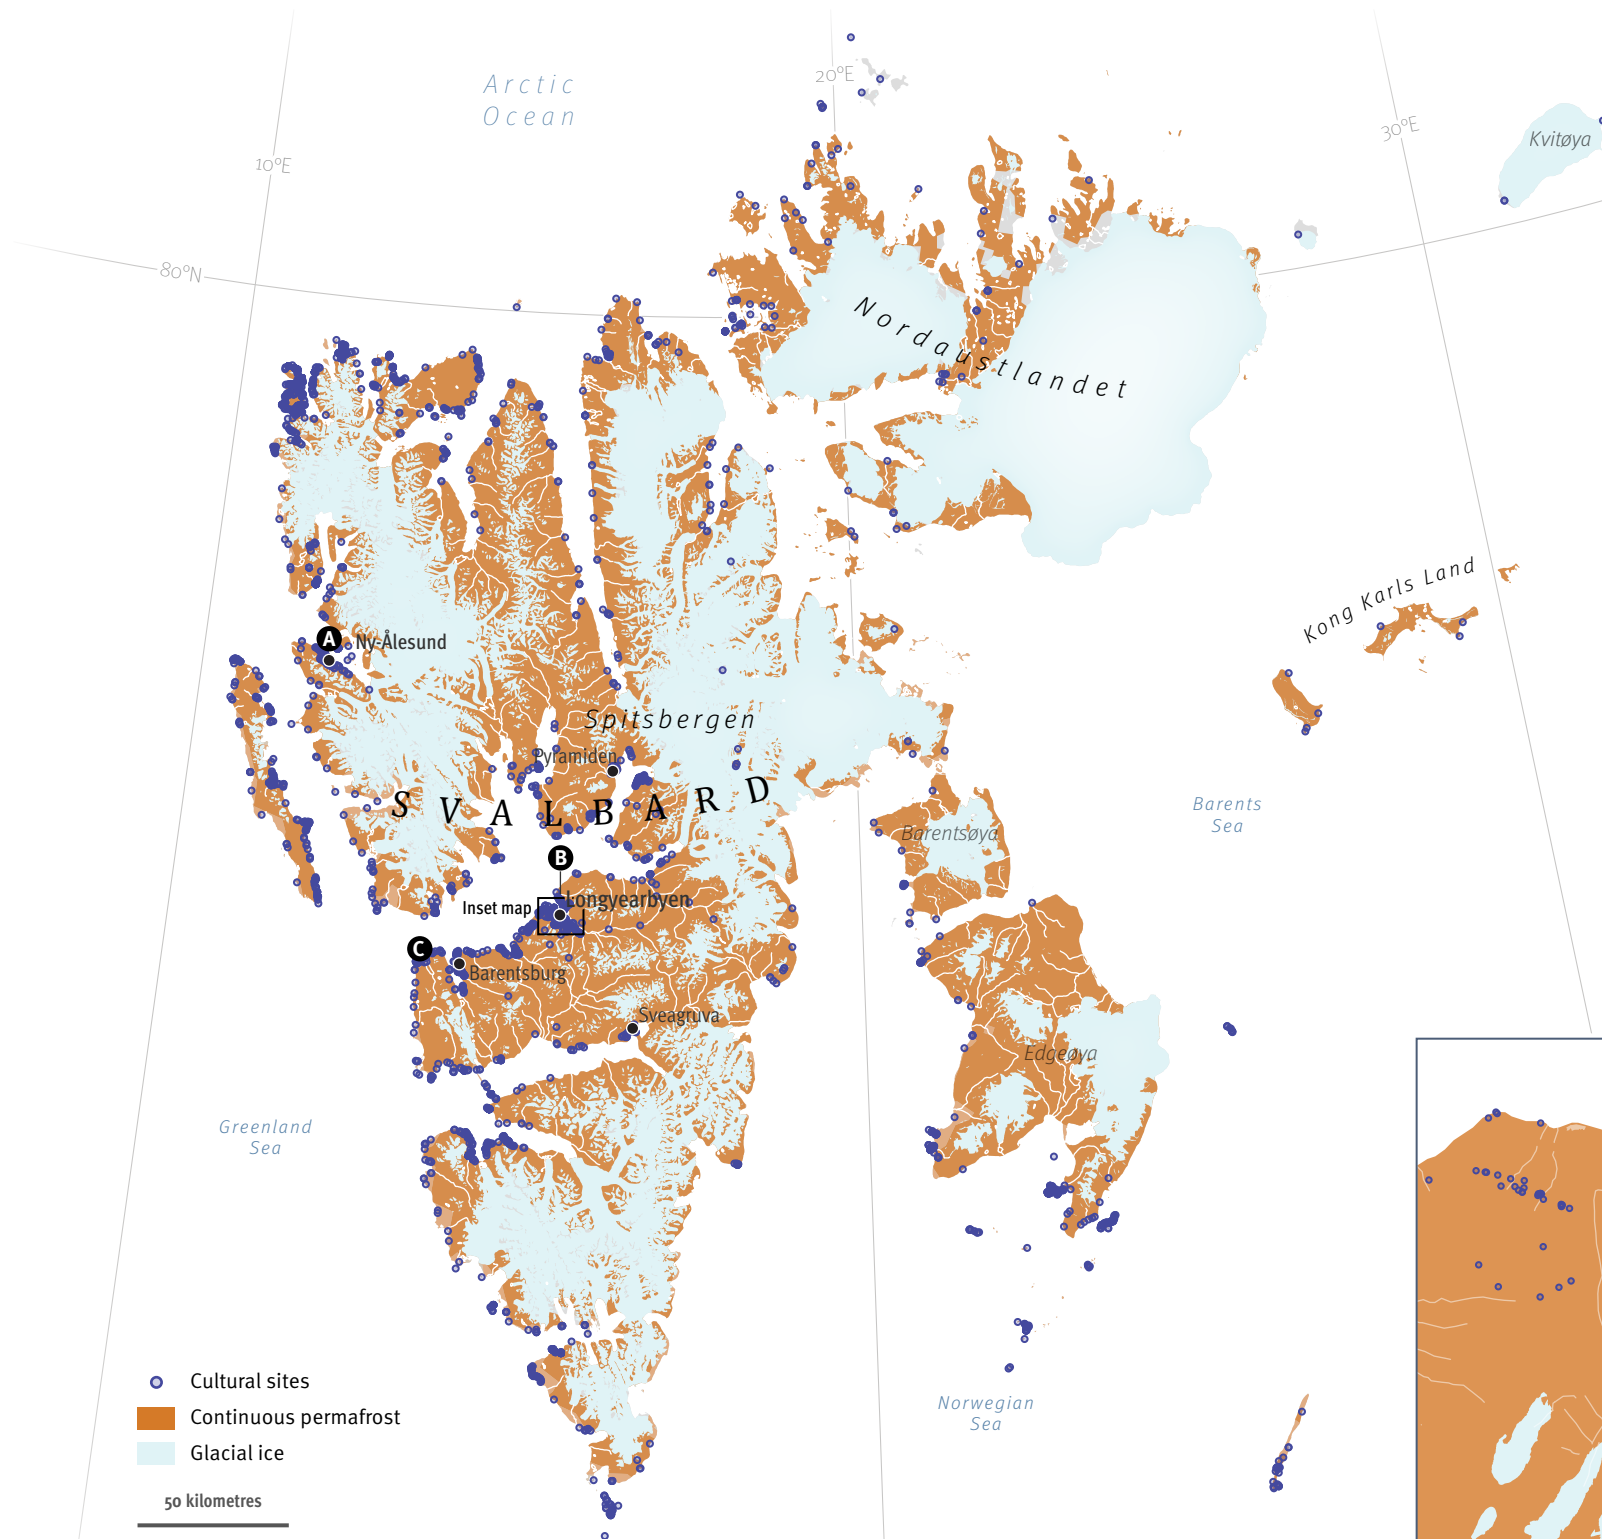 Arctic
Ocean
20°E
30°E
Kvitøya
10°E
80°N
Nordaustlandet
Kong Karls Land
A
Ny-Ålesund
Spitsbergen
Pyramiden
SVALBARD
Barents
Sea
Barentsøya
B
Longyearbyen
Inset map
C
Barentsburg
Sveagruva
Edgeøya
Greenland
Sea
Norwegian
Sea
Cultural sites
Continuous permafrost
Glacial ice
50 kilometres